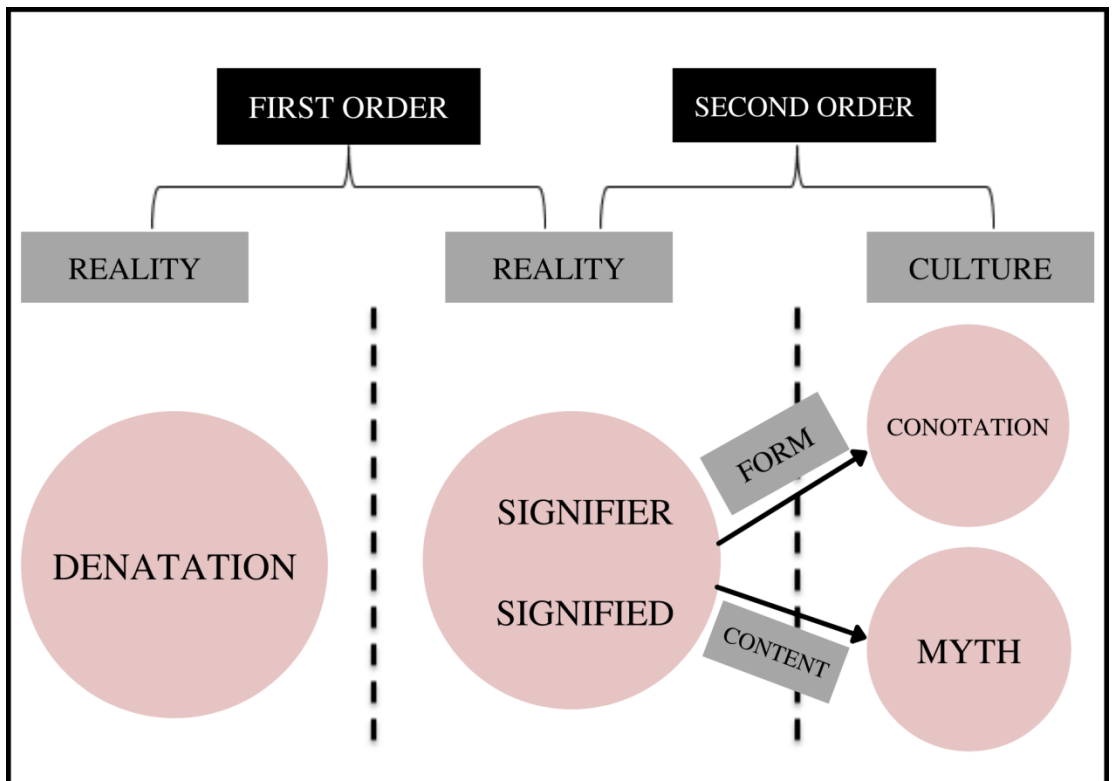 FIRST ORDER
SECOND ORDER
REALITY
REALITY
CULTURE
FORM
CONOTATION
SIGNIFIER
DENATATION
SIGNIFIED
CONTENT
MYTH